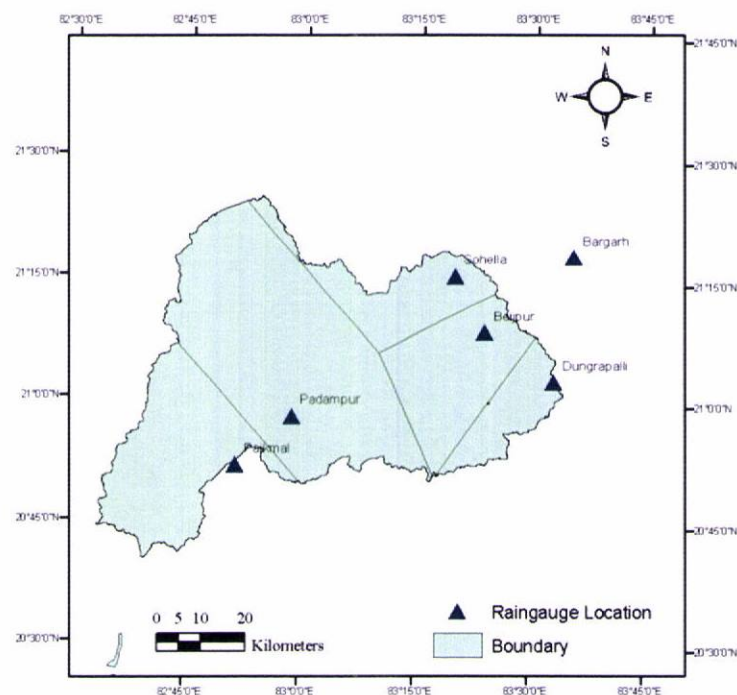 82°30'0"E 82°45'0"E 83°0'0"E 83°15'0"E 83°30'0"E 83°45'0"E
21°45'0"N
N
W E
S
21°30'0"N 21°30'0"N
Bargarh
Sohella
21°15'0"N 21°15'0"N
Barpur
Dungrapalli
21°0'0"N 21°0'0"N
Padampur
Paikmal
20°45'0"N 20°45'0"N
0 5 10 20
Kilometers
Raingauge Location
Boundary
20°30'0"N 20°30'0"N
82°45'0"E 83°0'0"E 83°15'0"E 83°30'0"E 83°45'0"E